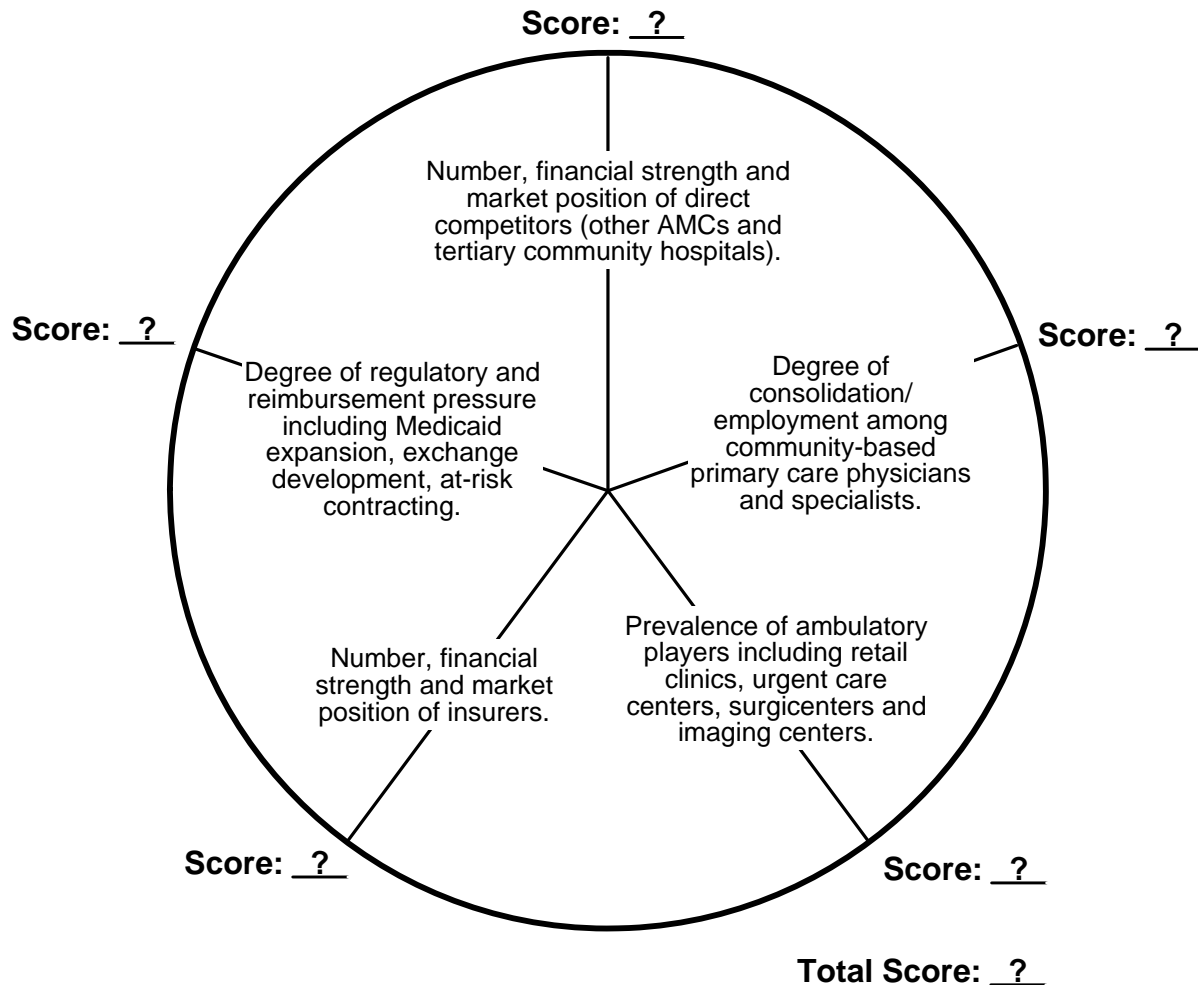 Score: ?
Number, financial strength and
market position of direct
competitors (other AMCs and
tertiary community hospitals).
Score: ?
Score: ?
Degree of regulatory and
reimbursement pressure
including Medicaid
expansion, exchange
development, at-risk
contracting.
Degree of
consolidation/
employment among
community-based
primary care physicians
and specialists.
Number, financial
strength and market
position of insurers.
Prevalence of ambulatory
players including retail
clinics, urgent care
centers, surgicenters and
imaging centers.
Score: ?
Score: ?
Total Score: ?